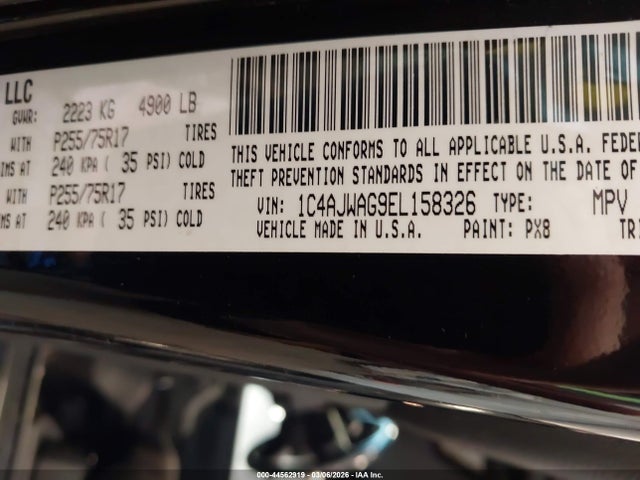 LLC
GVWR: 2223 KG 4900 LB
WITH P255/75R17 TIRES
IMS AT 240 KPA ( 35 PSI) COLD
WITH P255/75R17 TIRES
IMS AT 240 KPA ( 35 PSI) COLD
THIS VEHICLE CONFORMS TO ALL APPLICABLE U.S.A. FEDE
THEFT PREVENTION STANDARDS IN EFFECT ON THE DATE OF
VIN: 1C4AJWAG9EL158326 TYPE: MPV
VEHICLE MADE IN U.S.A. PAINT: PX8 TRI
000-44562919 - 03/06/2026 - IAA Inc.